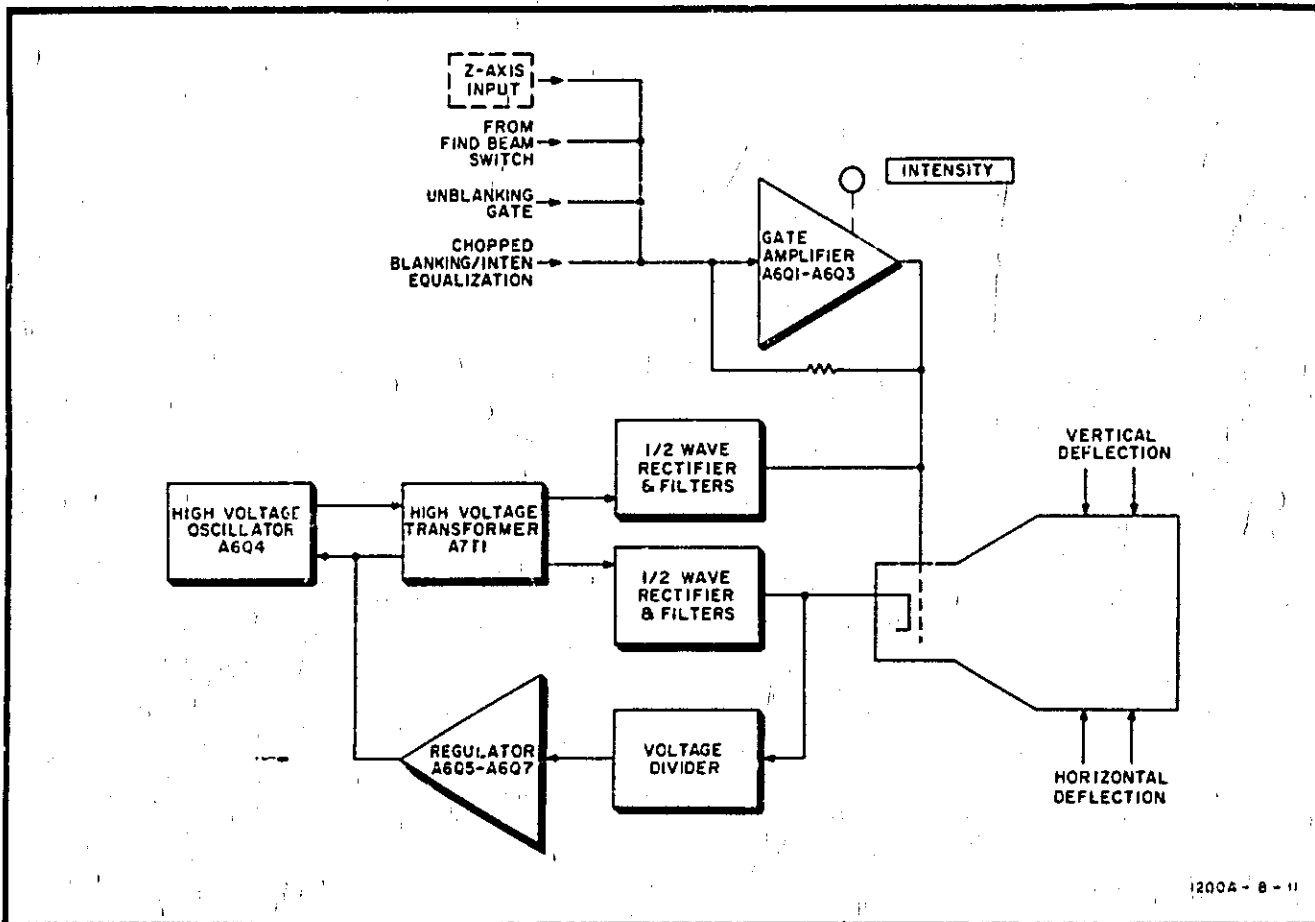 Z-AXIS
INPUT
FROM
FIND BEAM
SWITCH
UNBLANKING
GATE
CHOPPED
BLANKING/INTEN
EQUALIZATION
INTENSITY
GATE
AMPLIFIER
A6Q1-A6Q3
1/2 WAVE
RECTIFIER
& FILTERS
VERTICAL
DEFLECTION
HIGH VOLTAGE
OSCILLATOR
A6Q4
HIGH VOLTAGE
TRANSFORMER
A7T1
1/2 WAVE
RECTIFIER
& FILTERS
REGULATOR
A6Q5-A6Q7
VOLTAGE
DIVIDER
HORIZONTAL
DEFLECTION
1200A-B-11